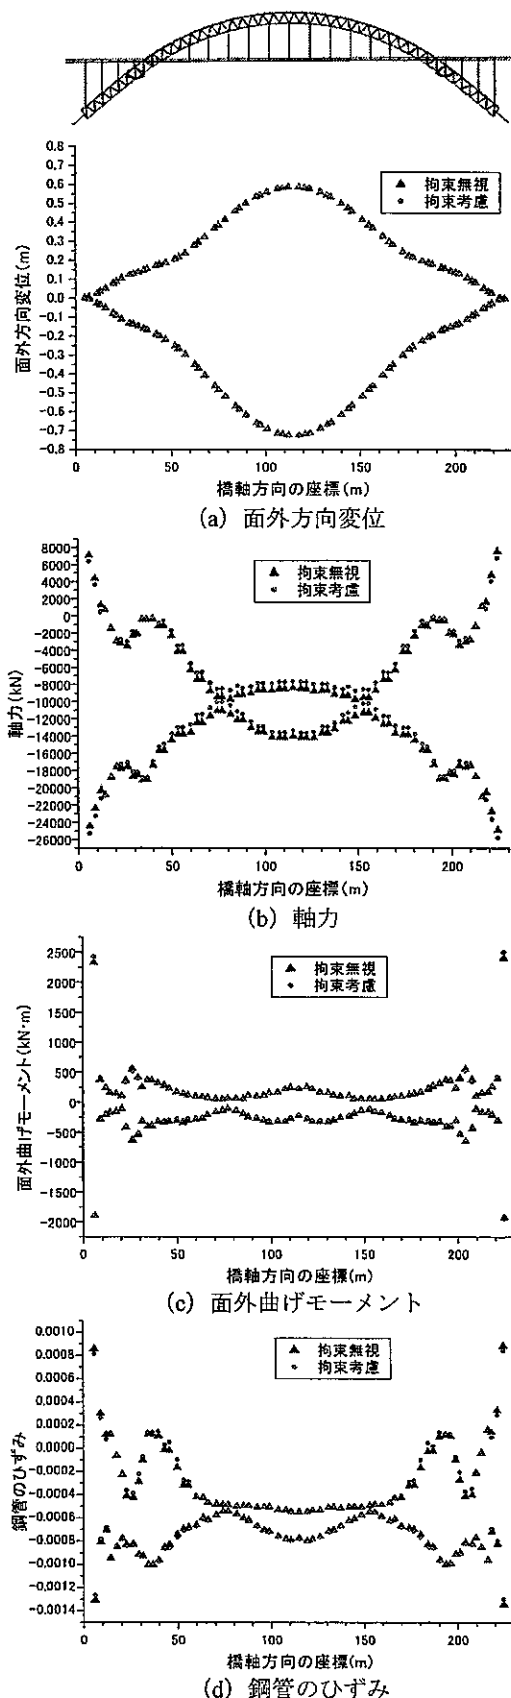 0.8
0.7
0.6
0.5
0.4
0.3
0.2
0.1
0.0
-0.1
-0.2
-0.3
-0.4
-0.5
-0.6
-0.7
-0.8
面外方向変位(m)
▲ 拘束無視
拘束考慮
0 50 100 150 200
橋軸方向の座標(m)
(a) 面外方向変位
8000
6000
4000
2000
0
-2000
-4000
-6000
-8000
-10000
-12000
-14000
-16000
-18000
-20000
-22000
-24000
-26000
軸力(kN)
▲ 拘束無視
拘束考慮
0 50 100 150 200
橋軸方向の座標(m)
(b) 軸力
2500
2000
1500
1000
500
0
-500
-1000
-1500
-2000
面外曲げモーメント(kN·m)
▲ 拘束無視
拘束考慮
0 50 100 150 200
橋軸方向の座標(m)
(c) 面外曲げモーメント
0.0010
0.0008
0.0006
0.0004
0.0002
0.0000
-0.0002
-0.0004
-0.0006
-0.0008
-0.0010
-0.0012
-0.0014
鋼管のひずみ
▲ 拘束無視
拘束考慮
0 50 100 150 200
橋軸方向の座標(m)
(d) 鋼管のひずみ